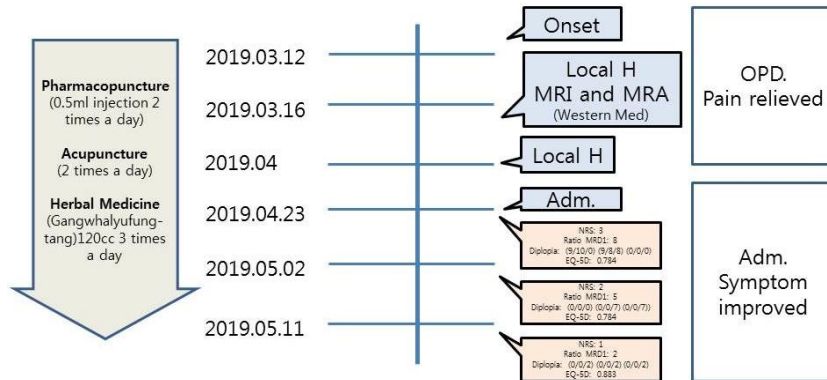 Pharmacopuncture
(0.5ml injection 2
times a day)
Acupuncture
(2 times a day)
Herbal Medicine
(Gangwhalyufung-
tang)120cc 3 times
a day
2019.03.12
2019.03.16
2019.04
2019.04.23
2019.05.02
2019.05.11
Onset
Local H
MRI and MRA
(Western Med)
Local H
Adm.
NRS: 3
Ratio MRD1: 8
Diplopia: (9/10/0) (9/8/8) (0/0/0)
EQ-5D: 0.784
NRS: 2
Ratio MRD1: 5
Diplopia: (0/0/0) (0/0/7) (0/0/7))
EQ-5D: 0.784
NRS: 1
Ratio MRD1: 2
Diplopia: (0/0/2) (0/0/2) (0/0/2)
EQ-5D: 0.883
OPD.
Pain relieved
Adm.
Symptom
improved